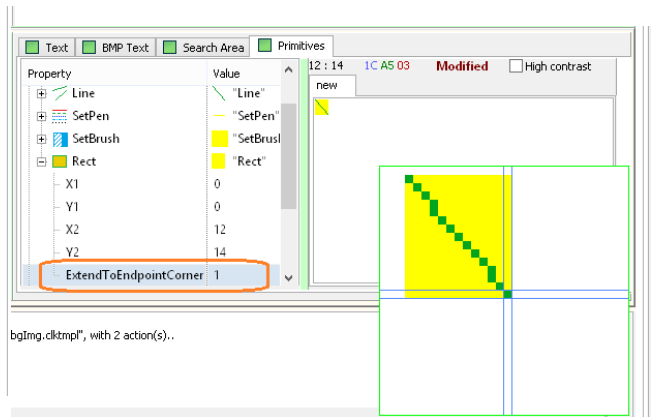 Text BMP Text Search Area Primitives
Property Value
12 : 14 1C A5 03 Modified High contrast
new
Line "Line"
SetPen "SetPen"
SetBrush "SetBrusl
Rect "Rect"
X1 0
Y1 0
X2 12
Y2 14
ExtendToEndpointCorner 1
bgImg.clktmpl", with 2 action(s)..